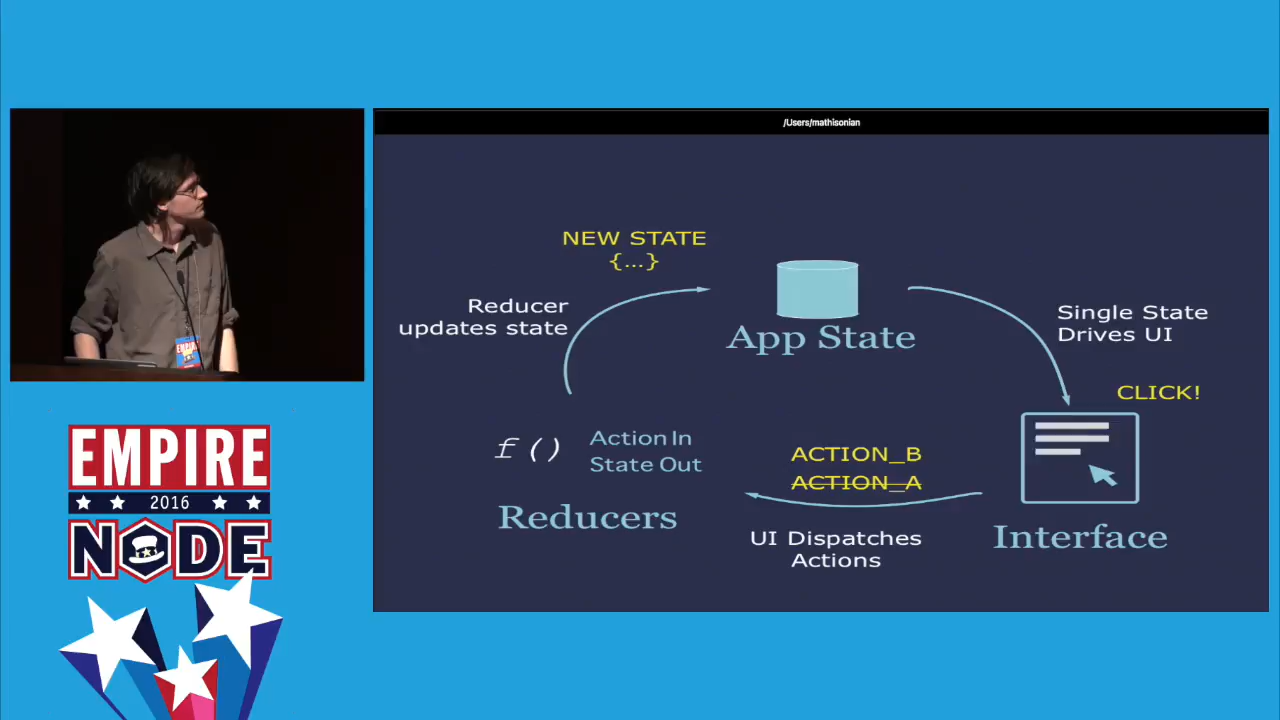 /Users/mathisonian
NEW STATE
{...}
Reducer
updates state
App State
Single State
Drives UI
CLICK!
f ()
Action In
State Out
Reducers
ACTION_B
ACTION_A
UI Dispatches
Actions
Interface
EMPIRE
EMPIRE
2016
NODE